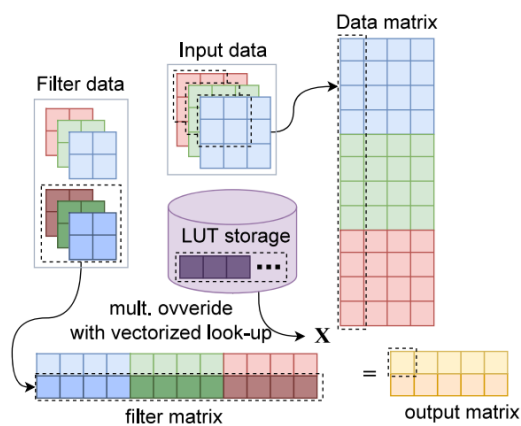 Data matrix
Input data
Filter data
LUT storage
mult. ovveride
with vectorized look-up
X
=
filter matrix
output matrix